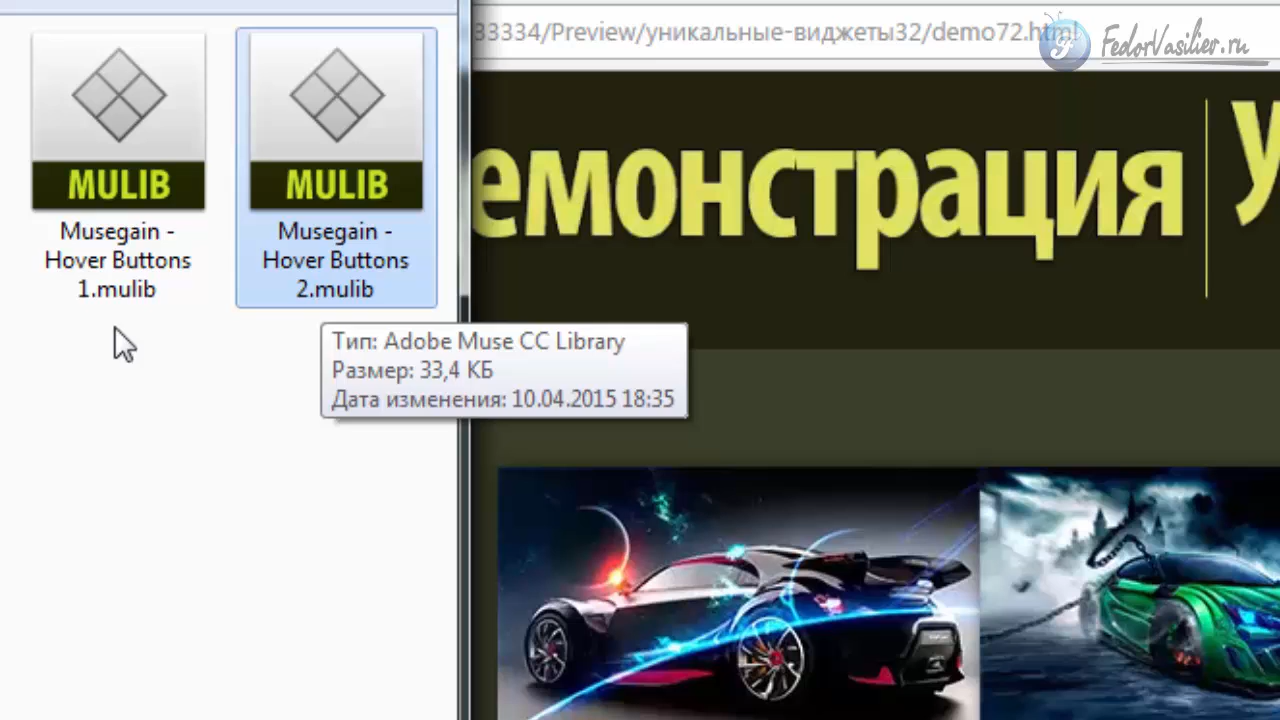 33334/Preview/уникальные-виджеты32/demo72.html
FedorVasilier.ru
MULIB
Musegain -
Hover Buttons
1.mulib
MULIB
Musegain -
Hover Buttons
2.mulib
емонстрация
Тип: Adobe Muse CC Library
Размер: 33,4 КБ
Дата изменения: 10.04.2015 18:35